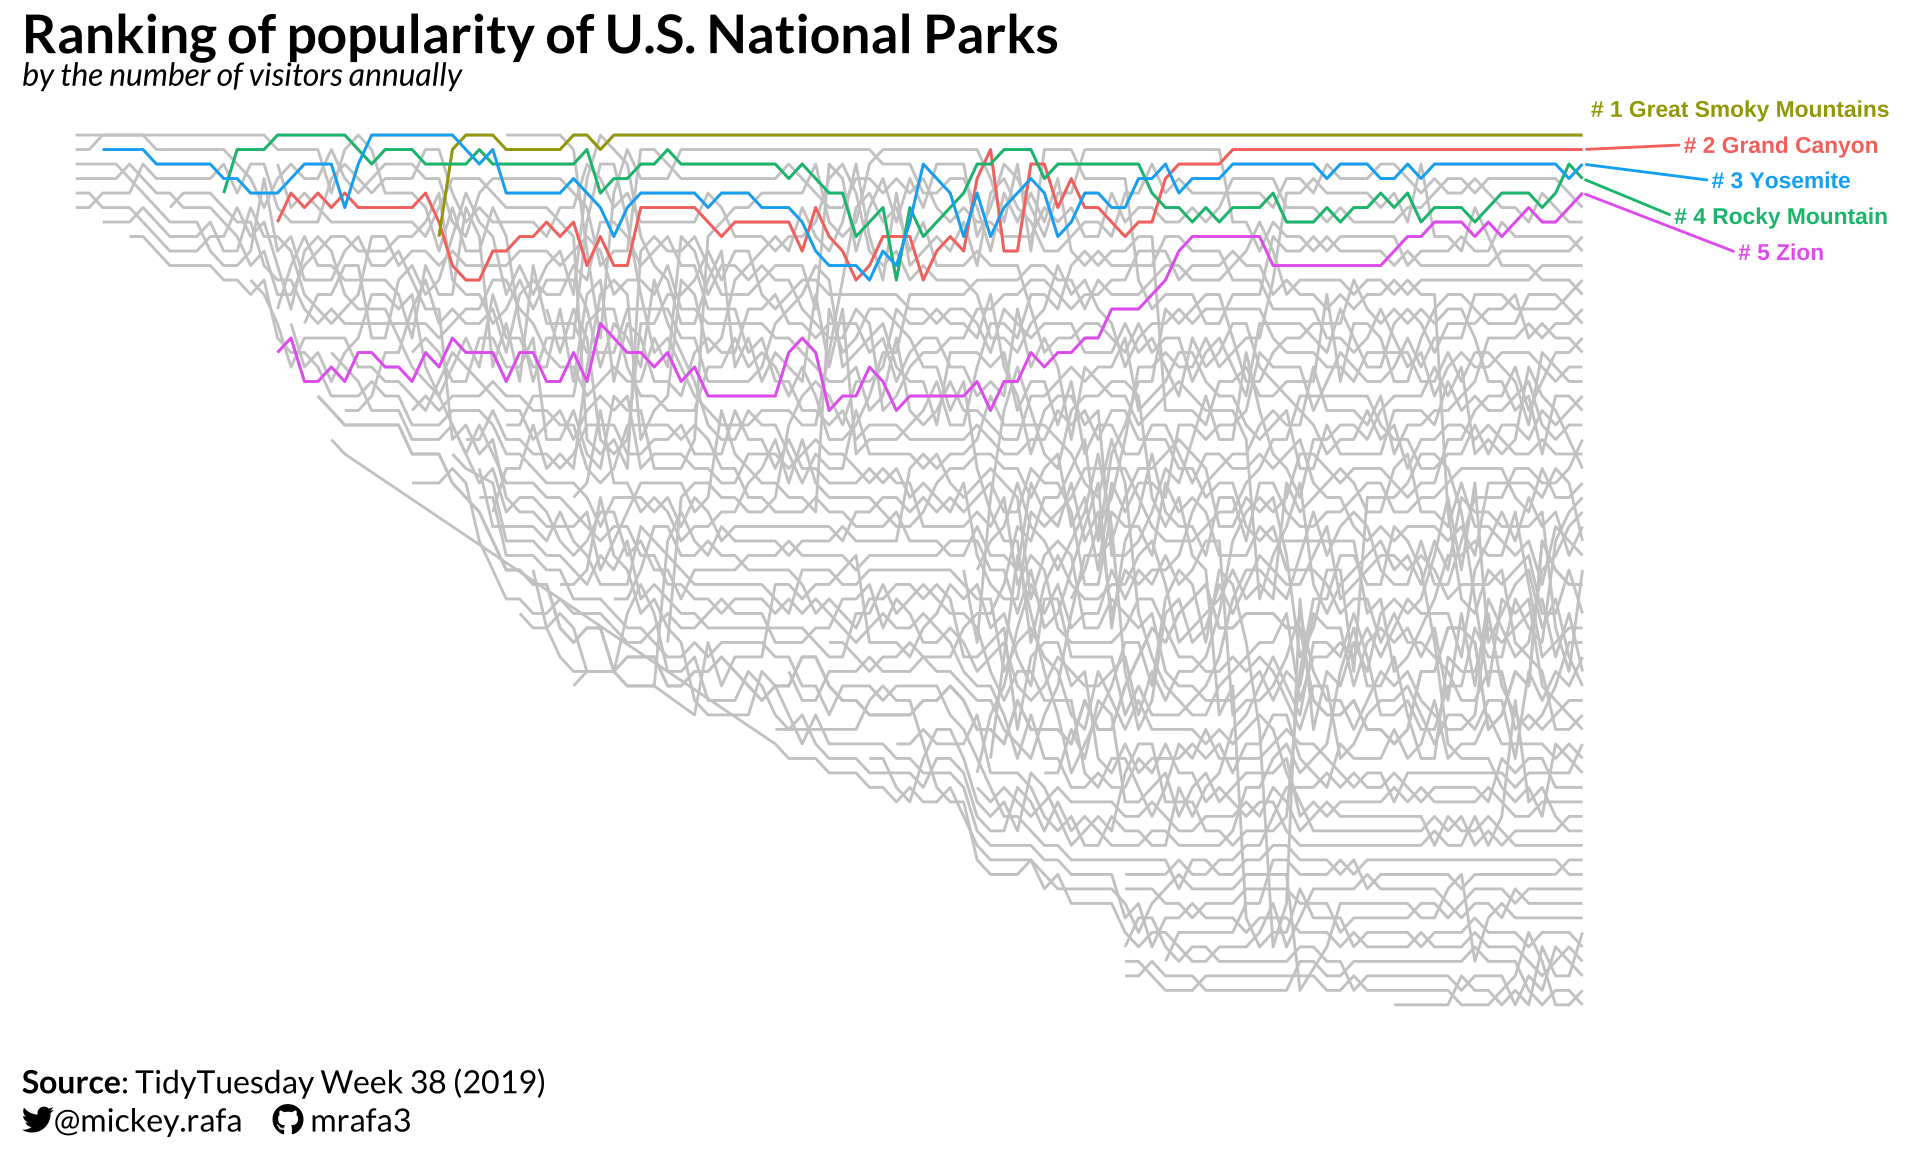 Ranking of popularity of U.S. National Parks
by the number of visitors annually
# 1 Great Smoky Mountains
# 2 Grand Canyon
# 3 Yosemite
# 4 Rocky Mountain
# 5 Zion
Source: TidyTuesday Week 38 (2019)
@mickey.rafa mrafa3